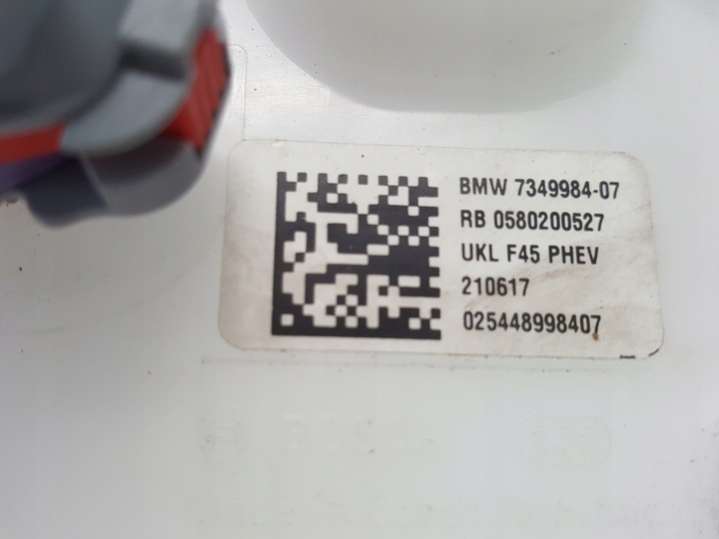 BMW 7349984-07
RB 0580200527
UKL F45 PHEV
210617
025448998407